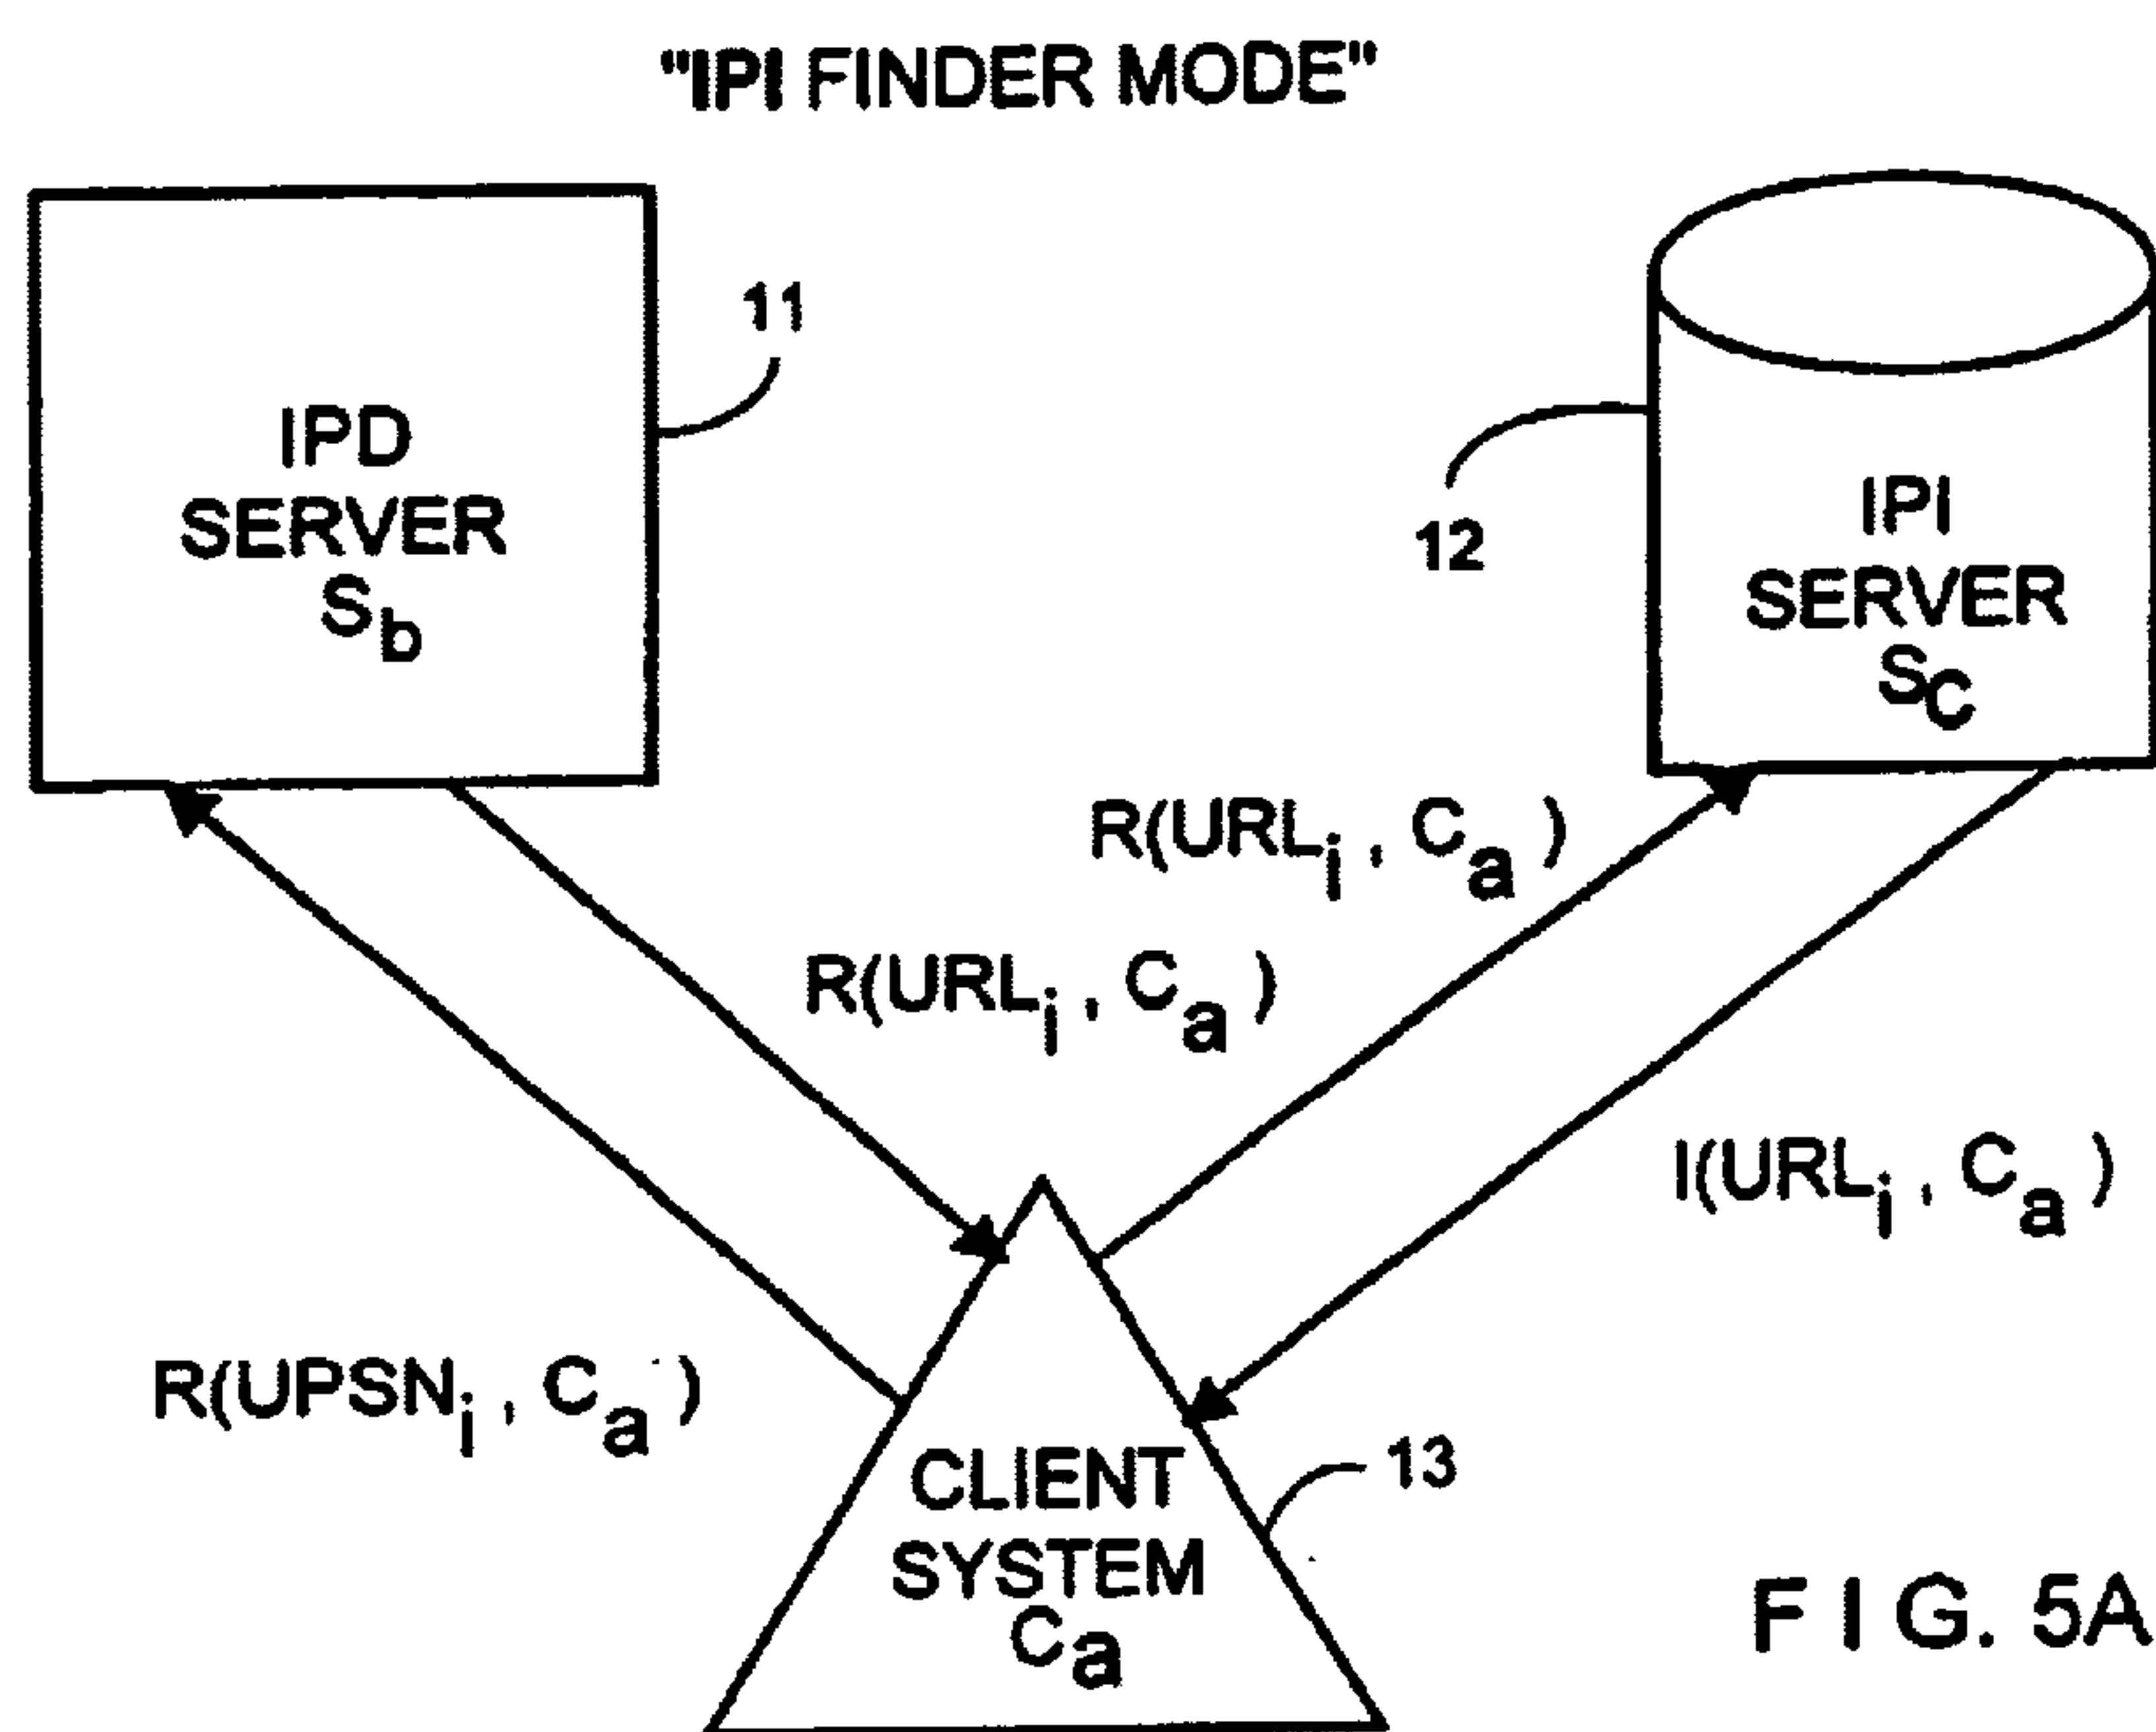 "IPI FINDER MODE"
11
IPD
SERVER
Sb
12
IPI
SERVER
SC
R(URLi, Ca)
R(URLi, Ca)
I(URLi, Ca)
R(UPSNi, Ca)
CLIENT
SYSTEM
Ca
13
FIG. 5A